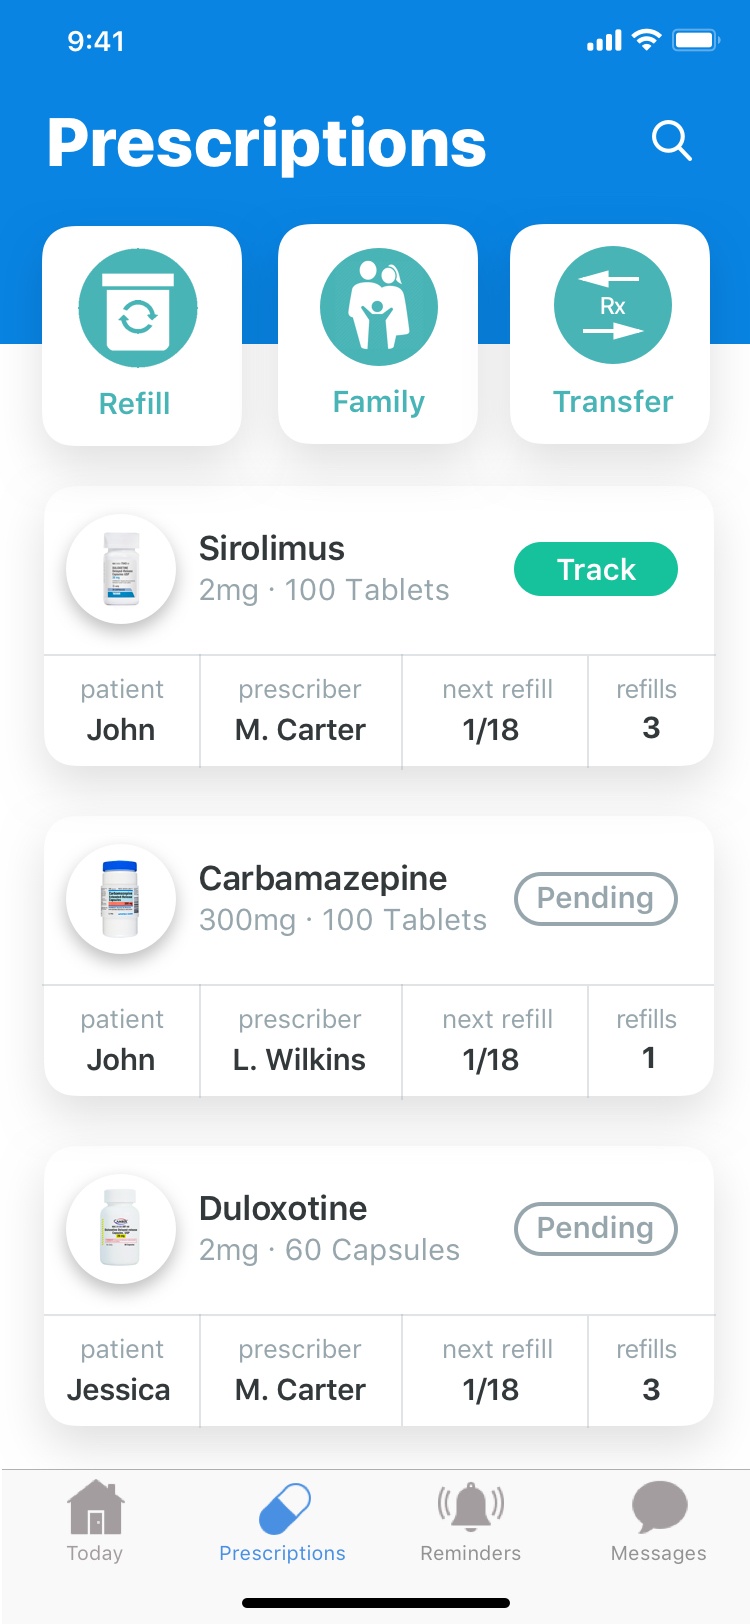 9:41
Prescriptions
Rx
Refill
Family
Transfer
Sirolimus
2mg · 100 Tablets
Track
patient
prescriber
next refill
refills
John
M. Carter
1/18
3
Carbamazepine
300mg · 100 Tablets
Pending
patient
prescriber
next refill
refills
John
L. Wilkins
1/18
1
Duloxotine
2mg · 60 Capsules
Pending
patient
prescriber
next refill
refills
Jessica
M. Carter
1/18
3
Today
Prescriptions
Reminders
Messages